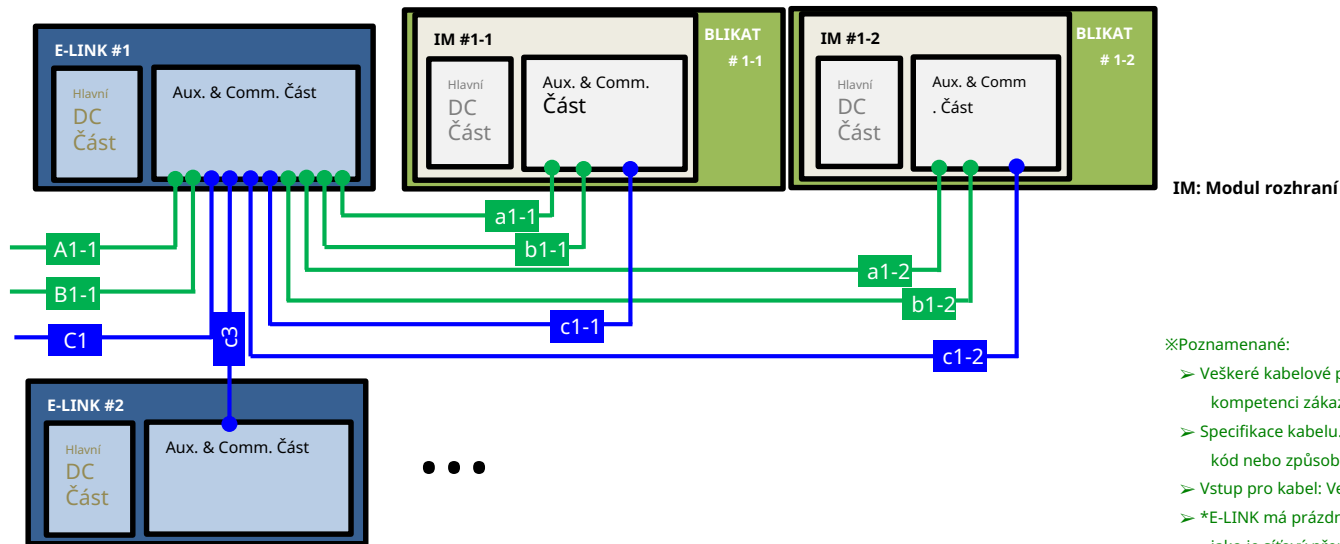 E-LINK #1
Hlavní
DC
Část
Aux. & Comm. Část
IM #1-1
BLIKAT
# 1-1
Hlavní
DC
Část
Aux. & Comm.
Část
IM #1-2
BLIKAT
# 1-2
Hlavní
DC
Část
Aux. & Comm
. Část
IM: Modul rozhraní
a1-1
A1-1
b1-1
a1-2
B1-1
b1-2
c1-1
C1
c3
c1-2
E-LINK #2
Hlavní
DC
Část
Aux. & Comm. Část
•••
※Poznamenané:
➢ Veškeré kabelové
kompetenci
➢ Specifikace kabelu.
kód nebo způsob
➢ Vstup pro kabel:
➢ *E-LINK má